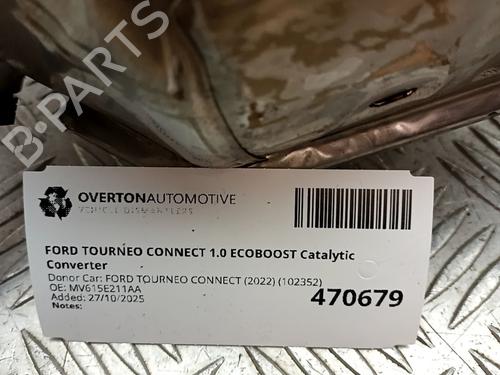 B-PARTS
OVERTONAUTOMOTIVE
VEHICLE DISMANTLERS
FORD TOURNEO CONNECT 1.0 ECOBOOST Catalytic
Converter
Donor Car: FORD TOURNEO CONNECT (2022) (102352)
OE: MV615E211AA
Added: 27/10/2025
Notes:
470679